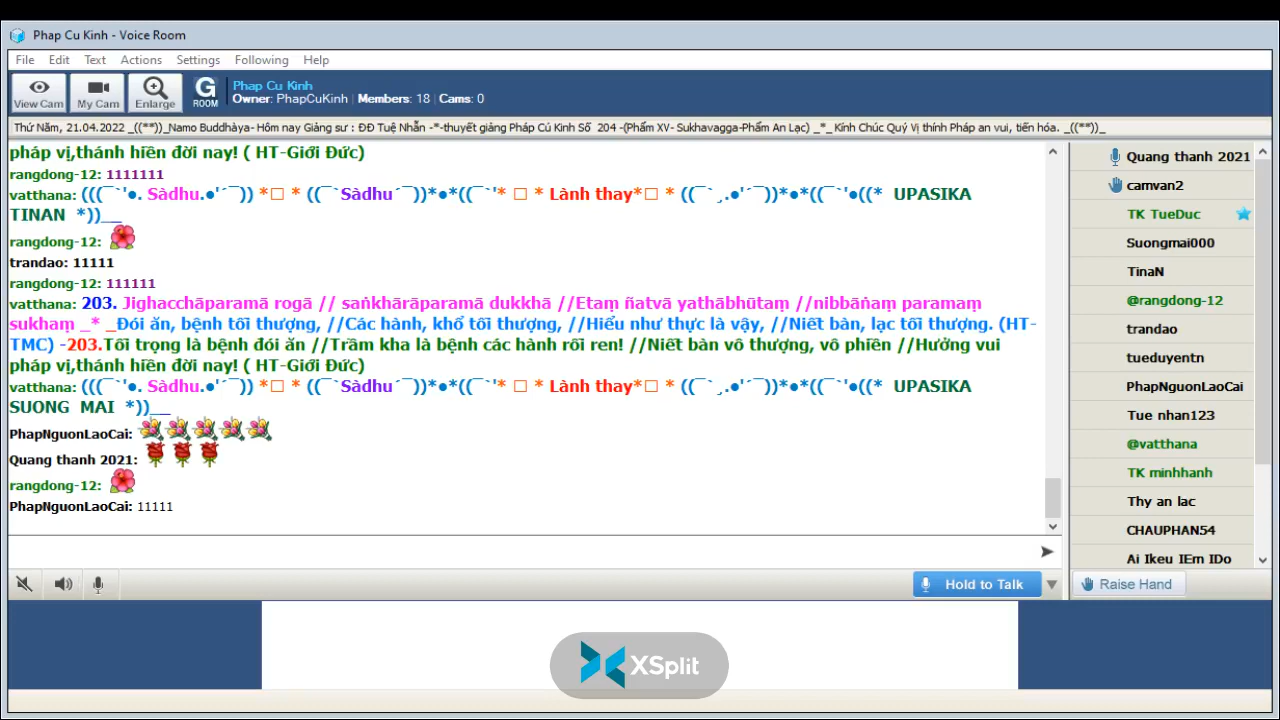 Phap Cu Kinh - Voice Room
File Edit Text Actions Settings Following Help
View Cam My Cam Enlarge G ROOM
Phap Cu Kinh
Owner: PhapCuKinh | Members: 18 | Cams: 0
Thứ Năm, 21.04.2022 _((**))_Namo Buddhàya- Hôm nay Giảng sư : ĐĐ Tuệ Nhẫn -*-thuyết giảng Pháp Cú Kinh Số 204 -(Phẩm XV- Sukhavagga-Phẩm An Lạc) _*_ Kính Chúc Quý Vị thính Pháp an vui, tiến hóa. _((**))_
pháp vị,thánh hiền đời nay! ( HT-Giới Đức)
rangdong-12: 1111111
vatthana: (((¯`'●. Sàdhu.●'´¯)) *□ * ((¯`Sàdhu´¯))*●*((¯`'* □ * Lành thay*□ * ((¯`¸.●'´¯))*●*((¯`'●((* UPASIKA
TINAN *))__
rangdong-12:
trandao: 11111
rangdong-12: 111111
vatthana: 203. Jighacchāparamā rogā // saṅkhārāparamā dukkhā //Etaṃ ñatvā yathābhūtaṃ //nibbāṇaṃ paramaṃ
sukhaṃ _* _Đói ăn, bệnh tối thượng, //Các hành, khổ tối thượng, //Hiểu như thực là vậy, //Niết bàn, lạc tối thượng. (HT-
TMC) -203.Tối trọng là bệnh đói ăn //Trầm kha là bệnh các hành rối ren! //Niết bàn vô thượng, vô phiền //Hưởng vui
pháp vị,thánh hiền đời nay! ( HT-Giới Đức)
vatthana: (((¯`'●. Sàdhu.●'´¯)) *□ * ((¯`Sàdhu´¯))*●*((¯`'* □ * Lành thay*□ * ((¯`¸.●'´¯))*●*((¯`'●((* UPASIKA
SUONG MAI *))__
PhapNguonLaoCai:
Quang thanh 2021:
rangdong-12:
PhapNguonLaoCai: 11111
Hold to Talk
Quang thanh 2021
camvan2
TK TueDuc
Suongmai000
TinaN
@rangdong-12
trandao
tueduyentn
PhapNguonLaoCai
Tue nhan123
@vatthana
TK minhhanh
Thy an lac
CHAUPHAN54
Ai Ikeu IEm IDo
Raise Hand
XSplit